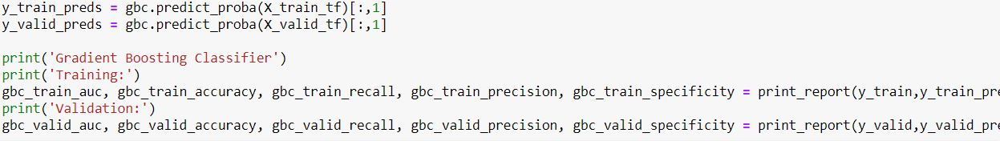 y_train_preds = gbc.predict_proba(X_train_tf)[:,1]
y_valid_preds = gbc.predict_proba(X_valid_tf)[:,1]
print('Gradient Boosting Classifier')
print('Training:')
gbc_train_auc, gbc_train_accuracy, gbc_train_recall, gbc_train_precision, gbc_train_specificity = print_report(y_train,y_train_pre
print('Validation:')
gbc_valid_auc, gbc_valid_accuracy, gbc_valid_recall, gbc_valid_precision, gbc_valid_specificity = print_report(y_valid,y_valid_pre